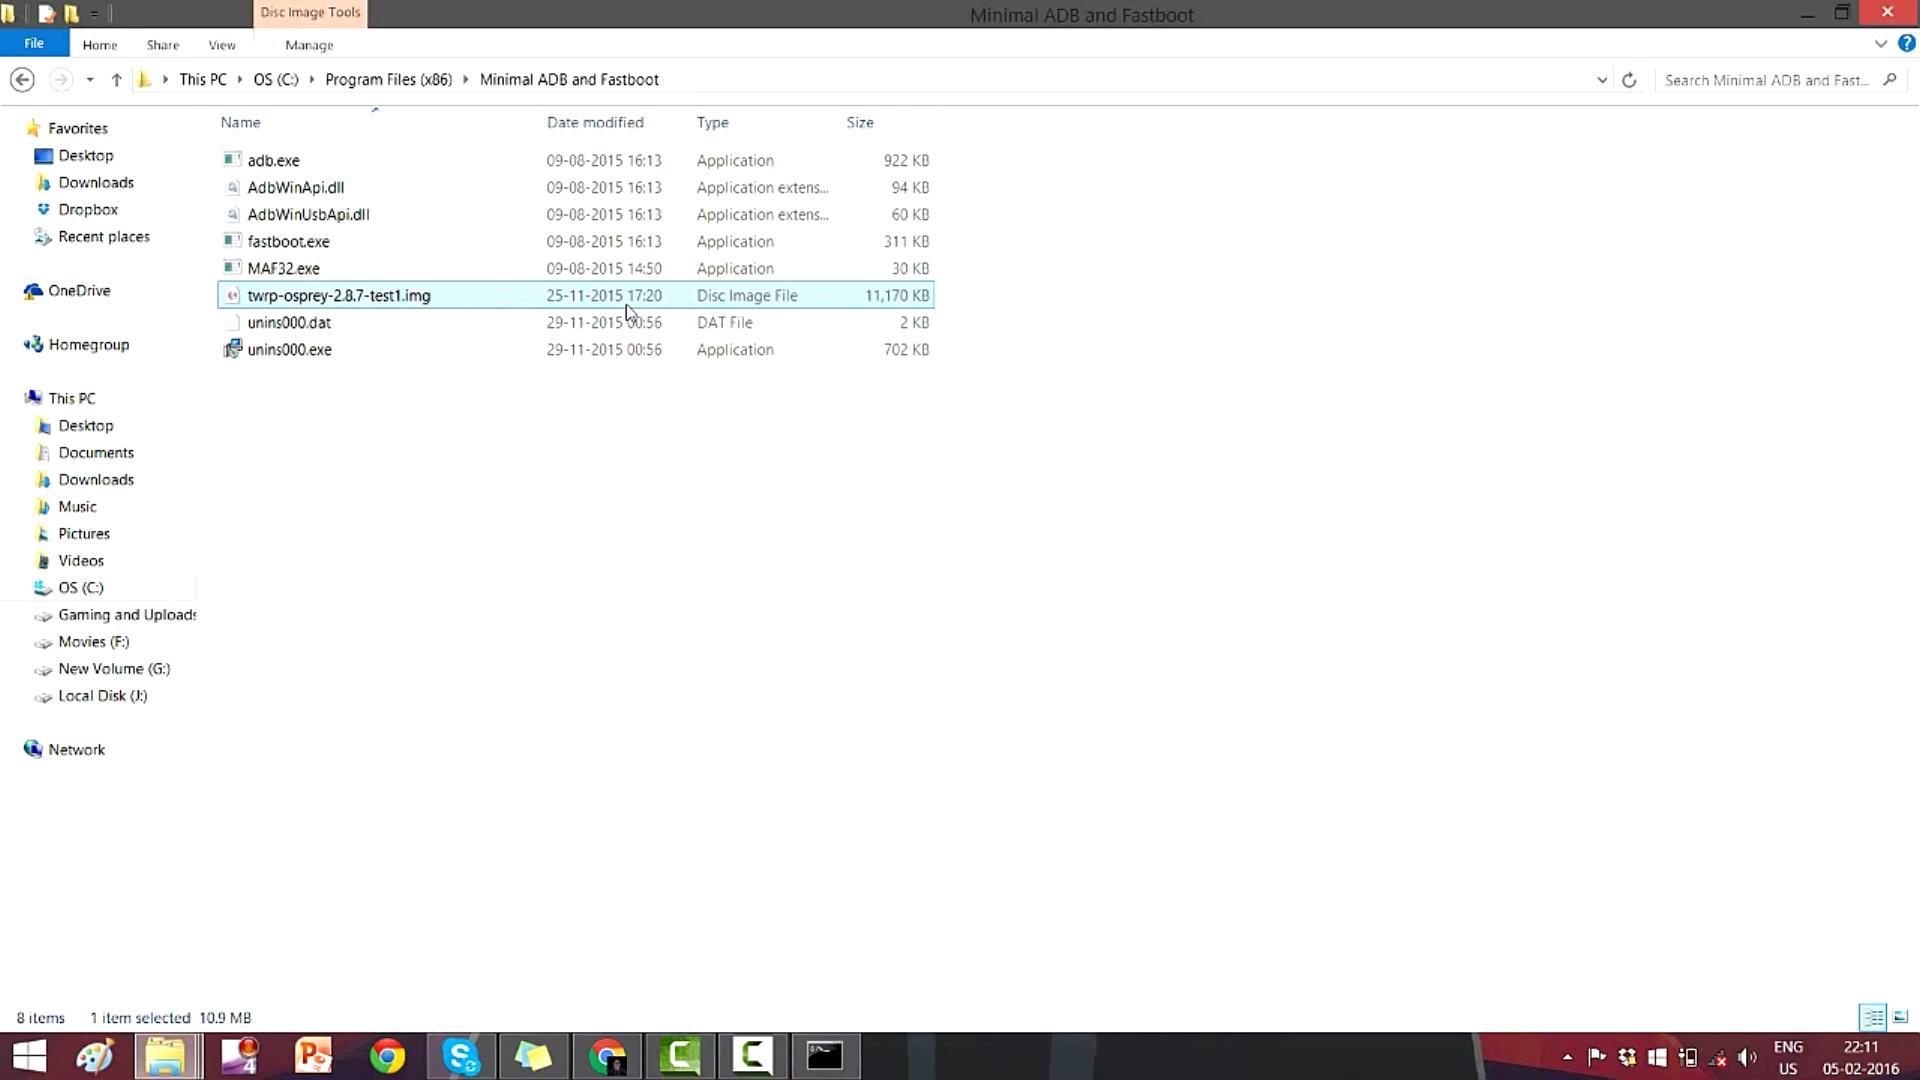 Disc Image Tools
Minimal ADB and Fastboot
File Home Share View Manage
This PC OS (C:) Program Files (x86) Minimal ADB and Fastboot
Search Minimal ADB and Fast...
Name Date modified Type Size
adb.exe 09-08-2015 16:13 Application 922 KB
AdbWinApi.dll 09-08-2015 16:13 Application extens... 94 KB
AdbWinUsbApi.dll 09-08-2015 16:13 Application extens... 60 KB
fastboot.exe 09-08-2015 16:13 Application 311 KB
MAF32.exe 09-08-2015 14:50 Application 30 KB
twrp-osprey-2.8.7-test1.img 25-11-2015 17:20 Disc Image File 11,170 KB
unins000.dat 29-11-2015 00:56 DAT File 2 KB
unins000.exe 29-11-2015 00:56 Application 702 KB
Favorites
Desktop
Downloads
Dropbox
Recent places
OneDrive
Homegroup
This PC
Desktop
Documents
Downloads
Music
Pictures
Videos
OS (C:)
Gaming and Uploads
Movies (F:)
New Volume (G:)
Local Disk (J:)
Network
8 items 1 item selected 10.9 MB
ENG
US
22:11
05-02-2016